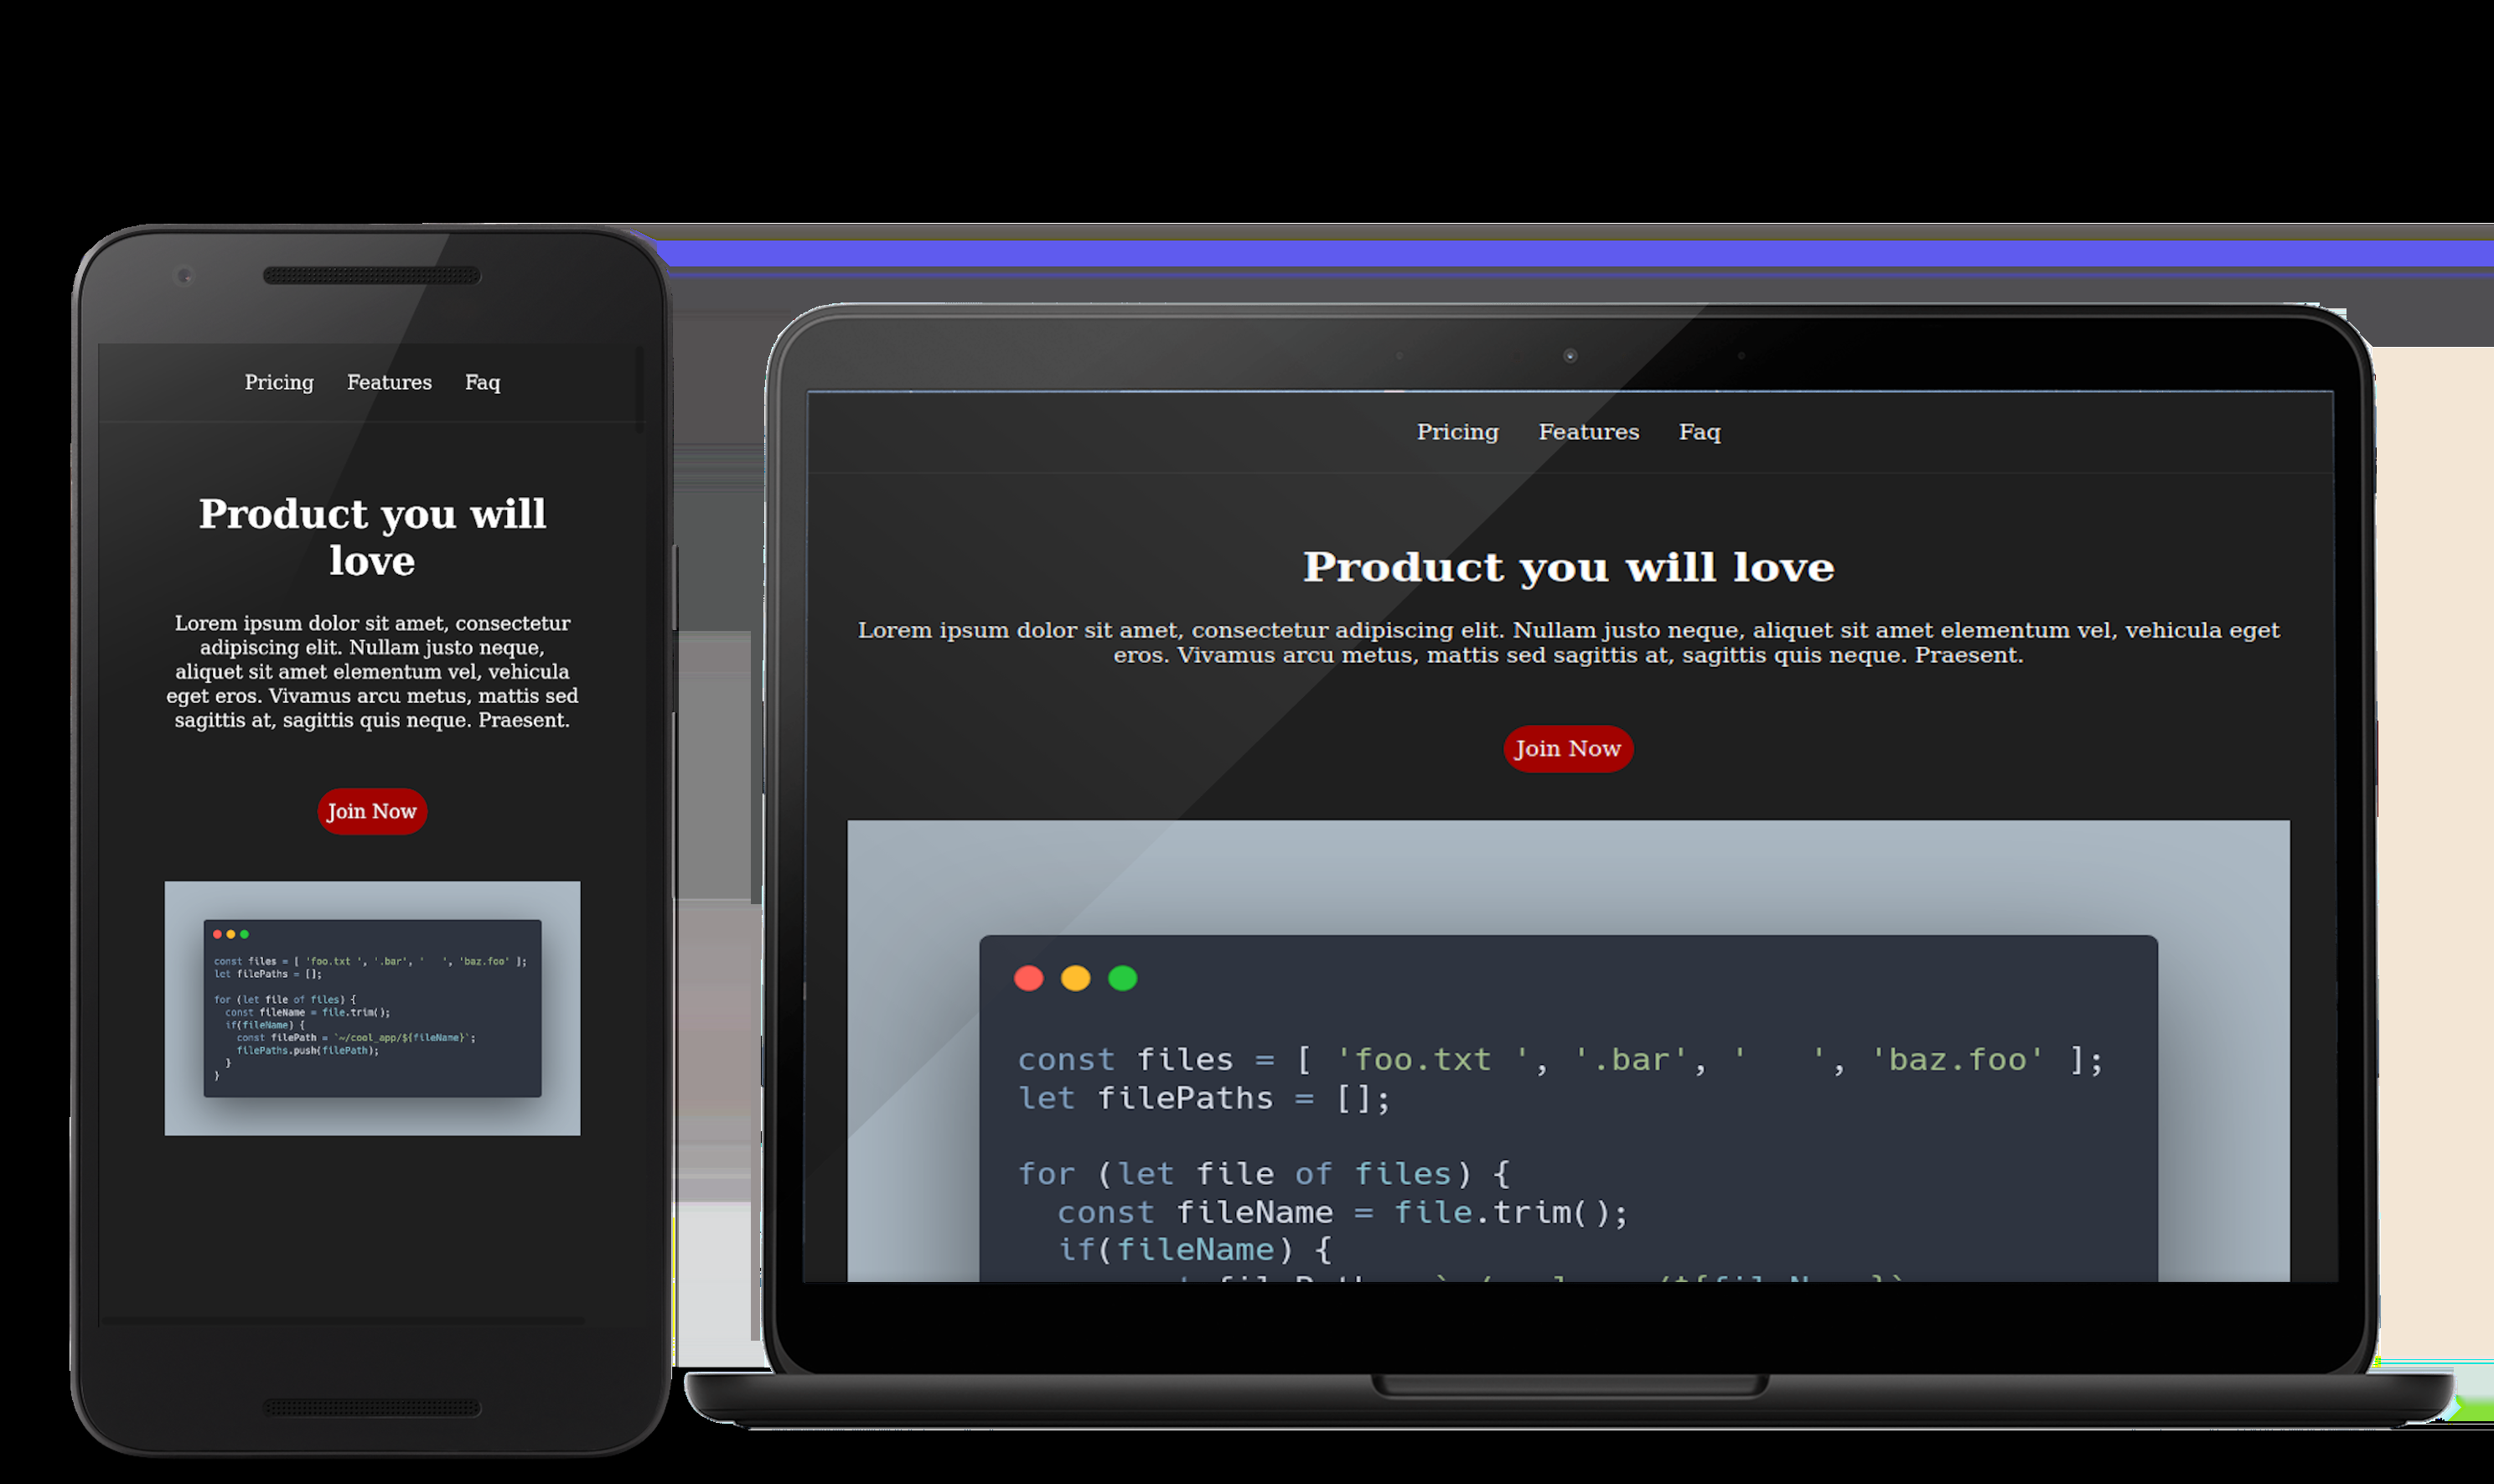 Pricing Features Faq
Product you will
love
Lorem ipsum dolor sit amet, consectetur
adipiscing elit. Nullam justo neque,
aliquet sit amet elementum vel, vehicula
eget eros. Vivamus arcu metus, mattis sed
sagittis at, sagittis quis neque. Praesent.
Join Now
const files = [ 'foo.txt ', '.bar', '   ', 'baz.foo' ];
let filePaths = [];
for (let file of files) {
  const fileName = file.trim();
  if(fileName) {
    const filePath = `~/cool_app/${fileName}`;
    filePaths.push(filePath);
  }
}
Pricing Features Faq
Product you will love
Lorem ipsum dolor sit amet, consectetur adipiscing elit. Nullam justo neque, aliquet sit amet elementum vel, vehicula eget
eros. Vivamus arcu metus, mattis sed sagittis at, sagittis quis neque. Praesent.
Join Now
const files = [ 'foo.txt ', '.bar', '   ', 'baz.foo' ];
let filePaths = [];
for (let file of files) {
  const fileName = file.trim();
  if(fileName) {